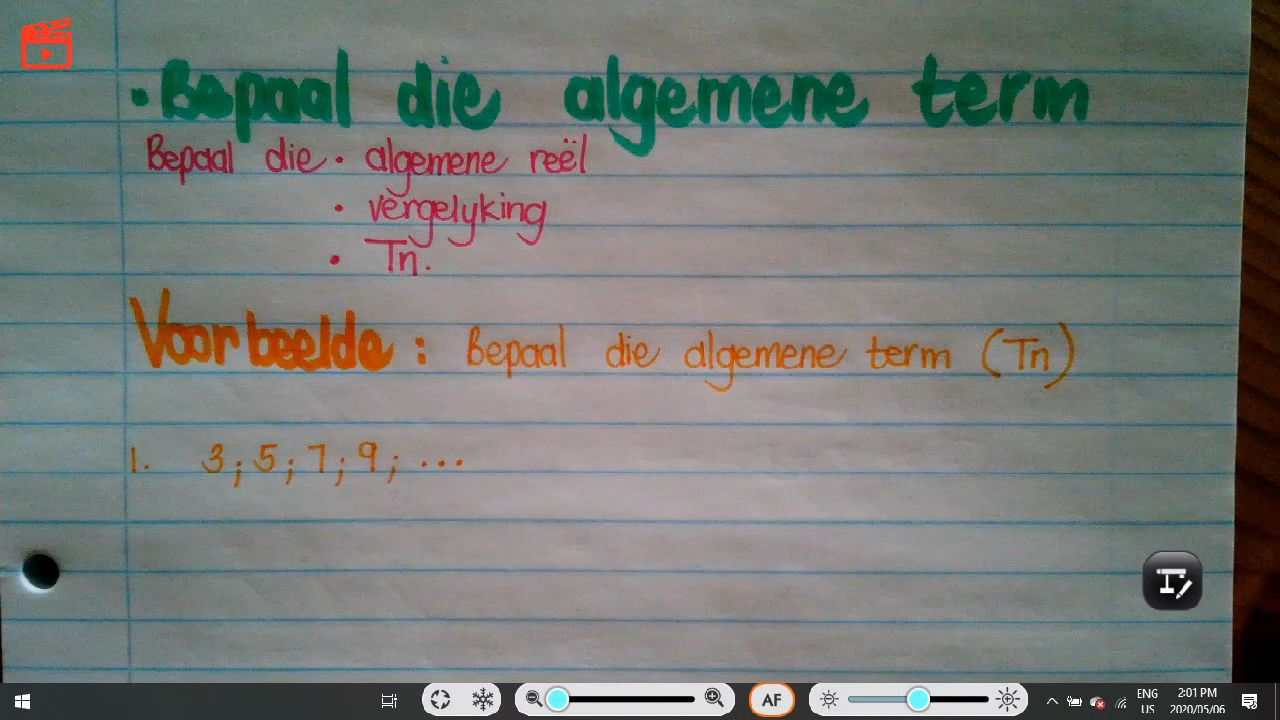 • Bepaal die algemene term
Bepaal die • algemene reël
• vergelyking
• Tn.
Voorbeelde : Bepaal die algemene term (Tn)
1. 3 ; 5 ; 7 ; 9 ; ...
AF
ENG
US
2:01 PM
2020/05/06